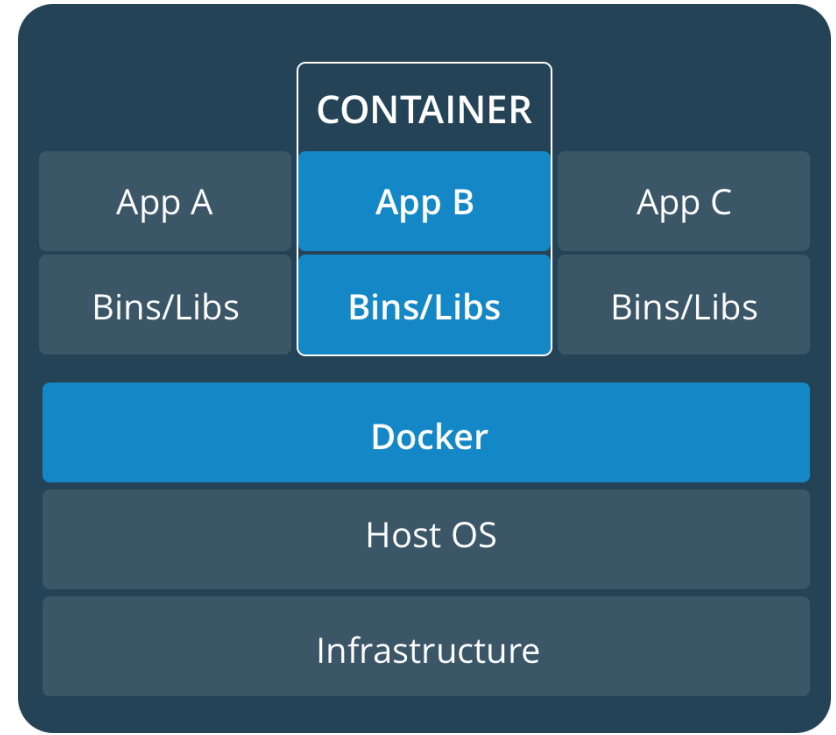 CONTAINER
App A
App B
App C
Bins/Libs
Bins/Libs
Bins/Libs
Docker
Host OS
Infrastructure